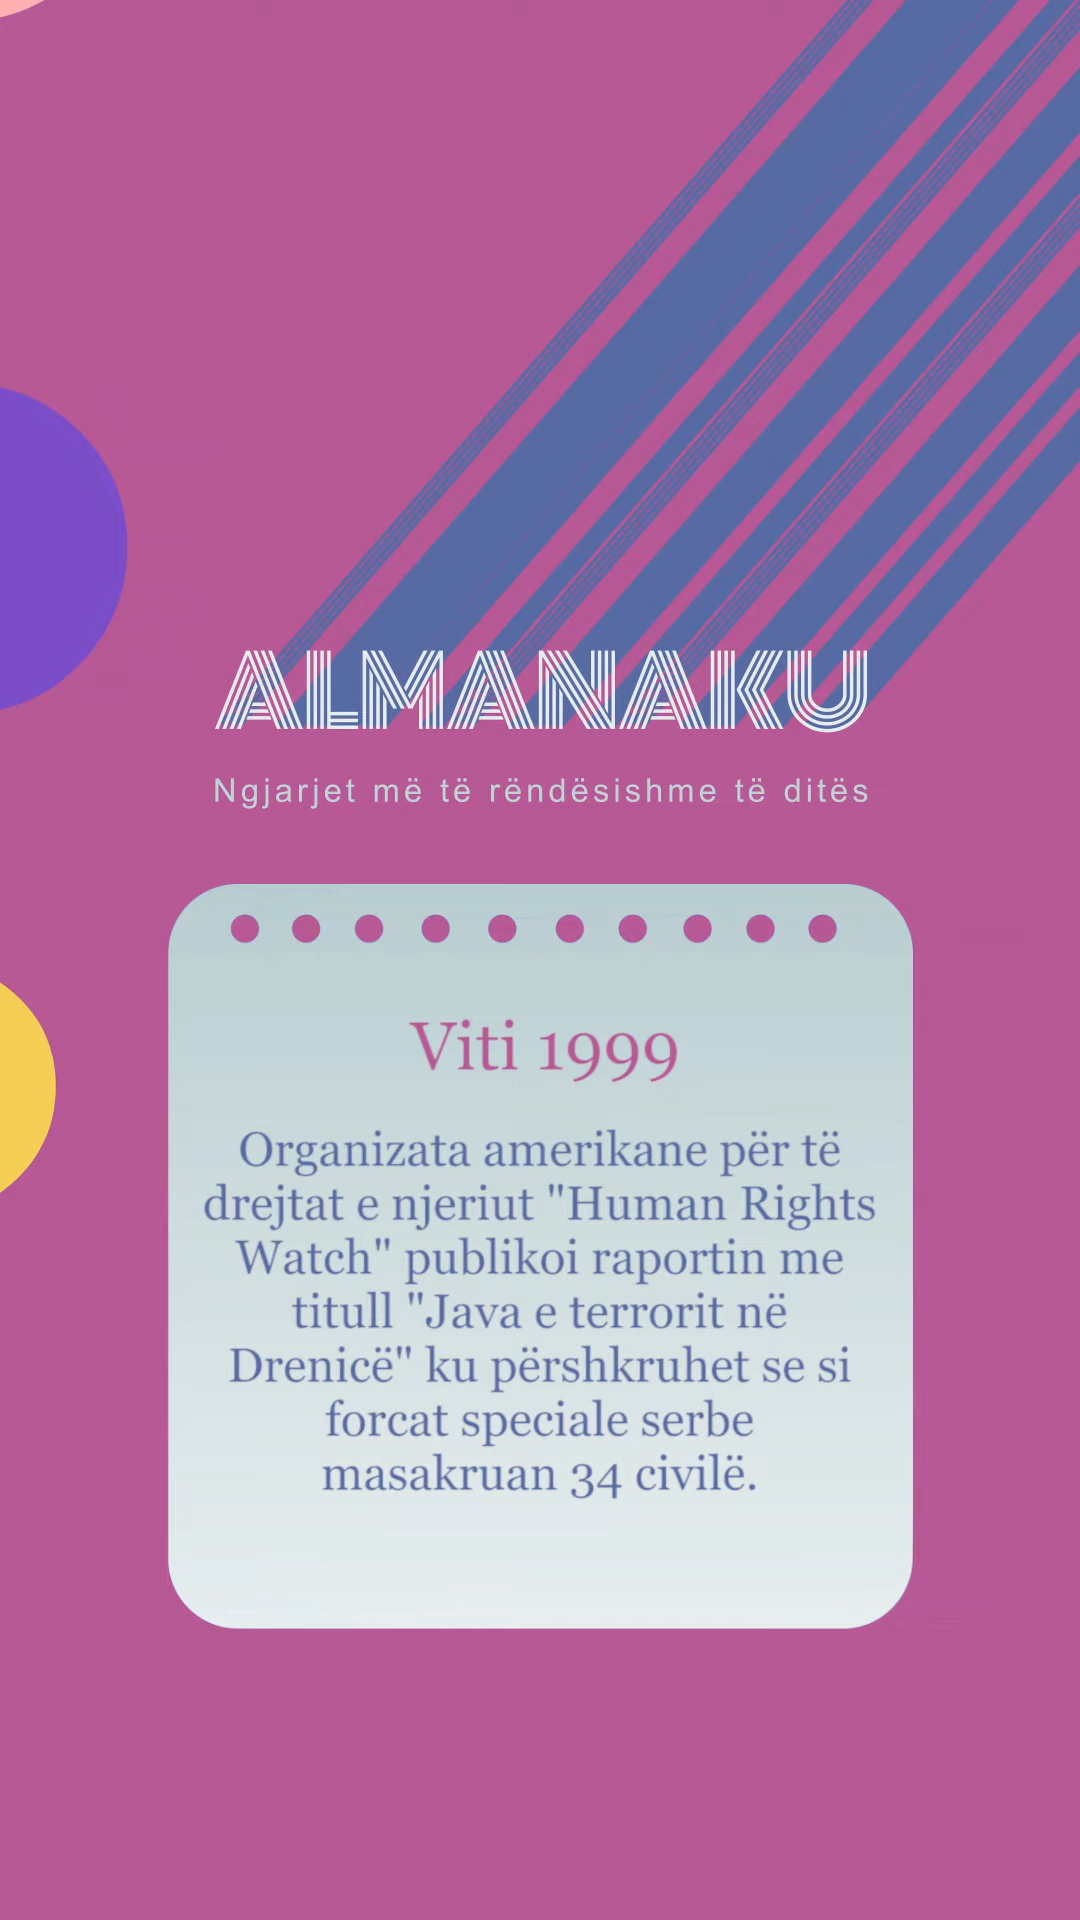 ALMANAKU
Ngjarjet më të rëndësishme të ditës
Viti 1999
Organizata amerikane për të
drejtat e njeriut "Human Rights
Watch" publikoi raportin me
titull "Java e terrorit në
Drenicë" ku përshkruhet se si
forcat speciale serbe
masakruan 34 civilë.